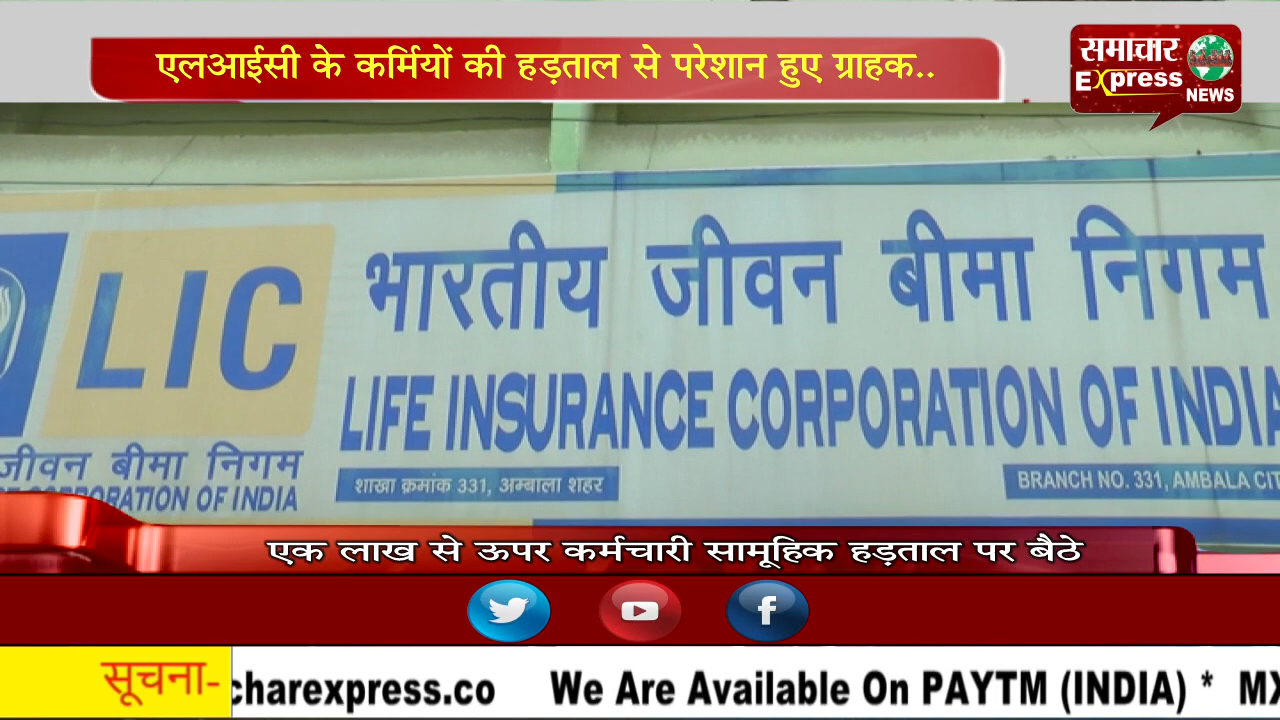 एलआईसी के कर्मियों की हड़ताल से परेशान हुए ग्राहक..
समाचार
Express
NEWS
LIC
भारतीय जीवन बीमा निगम
LIFE INSURANCE CORPORATION OF INDIA
जीवन बीमा निगम
CORPORATION OF INDIA
शाखा क्रमांक 331, अम्बाला शहर
BRANCH NO. 331, AMBALA CIT
एक लाख से ऊपर कर्मचारी सामूहिक हड़ताल पर बैठे
सूचना-
charexpress.co We Are Available On PAYTM (INDIA) * MX